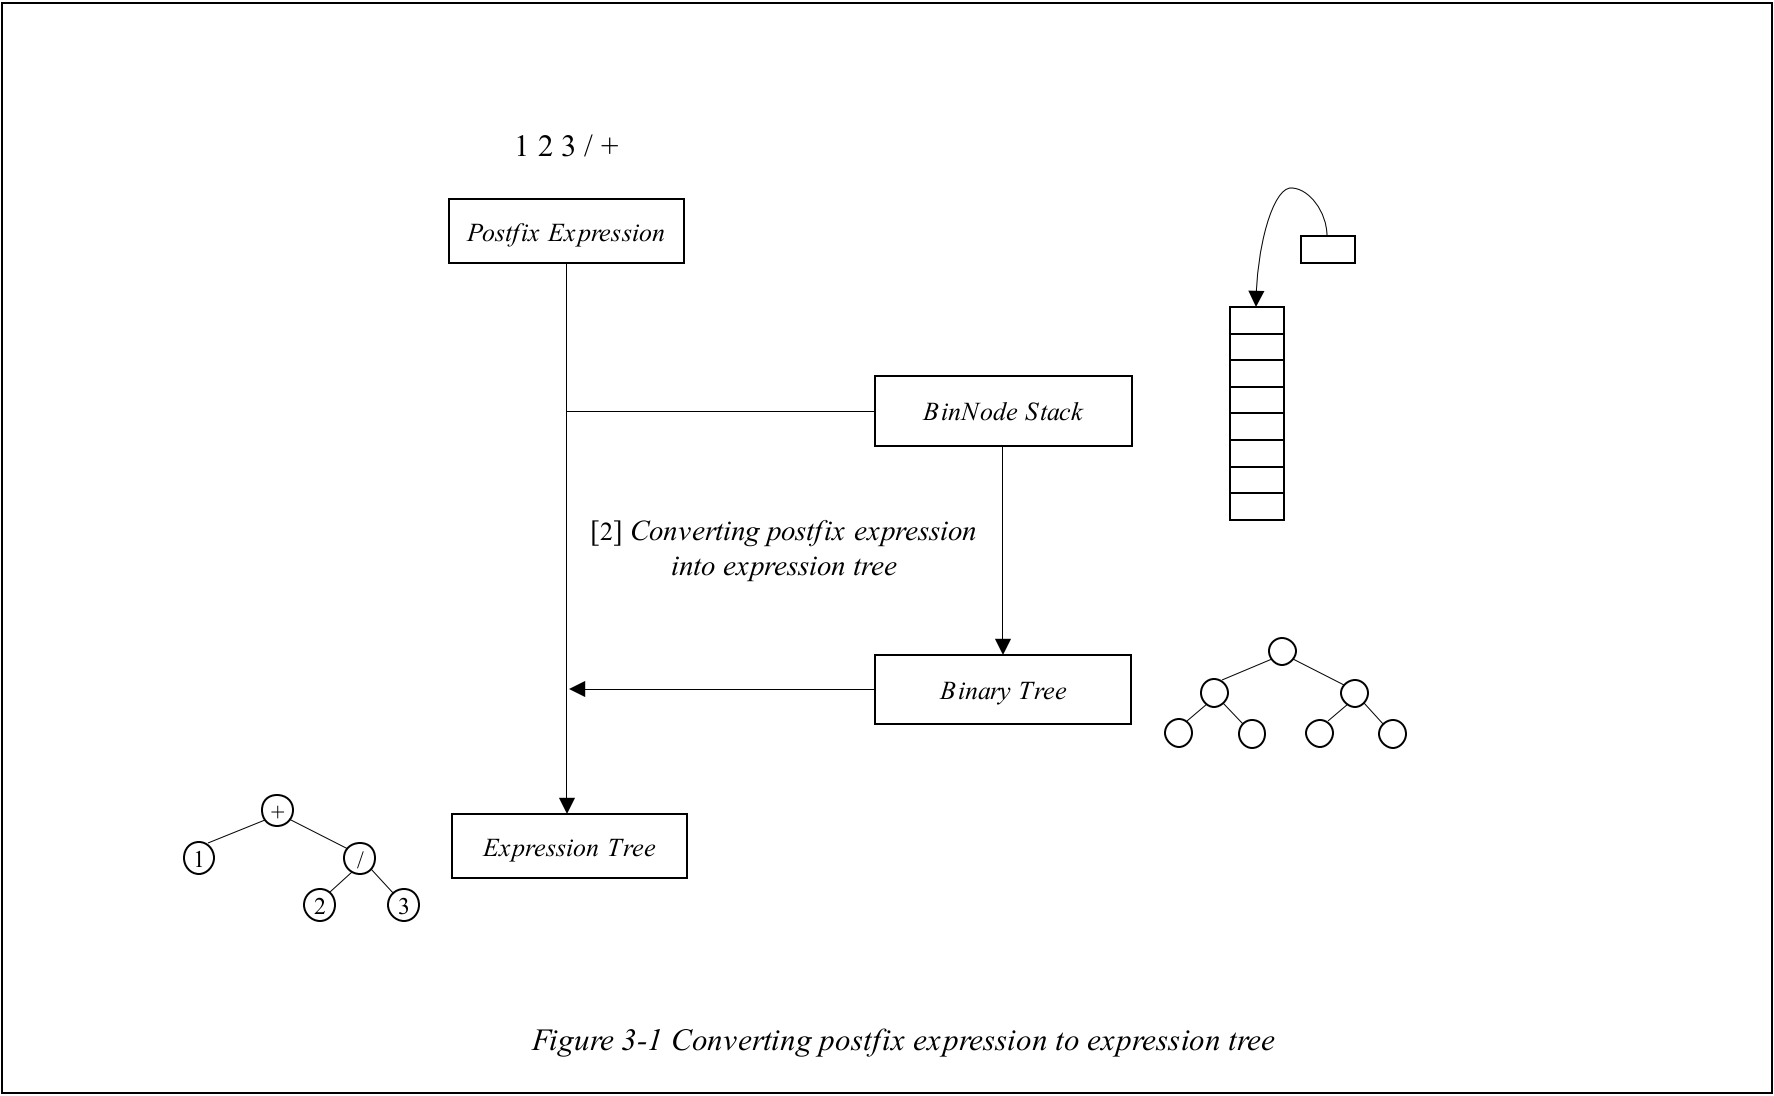 1 2 3 / +
Postfix Expression
BinNode Stack
[2] Converting postfix expression
into expression tree
Binary Tree
+
1
/
2
3
Expression Tree
Figure 3-1 Converting postfix expression to expression tree